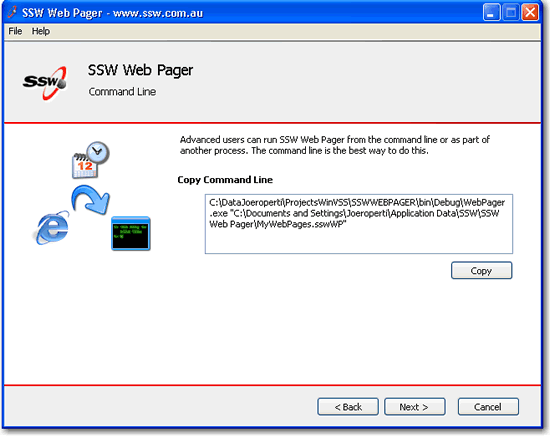 SSW Web Pager - www.ssw.com.au
File Help
SSW
SSW Web Pager
Command Line
Advanced users can run SSW Web Pager from the command line or as part of
another process. The command line is the best way to do this.
12
Copy Command Line
C:\DataJoeroperti\ProjectsWinVSS\SSWWEBPAGER\bin\Debug\WebPager
.exe "C:\Documents and Settings\Joeroperti\Application Data\SSW\SSW
Web Pager\MyWebPages.sswWP"
Copy
< Back Next > Cancel